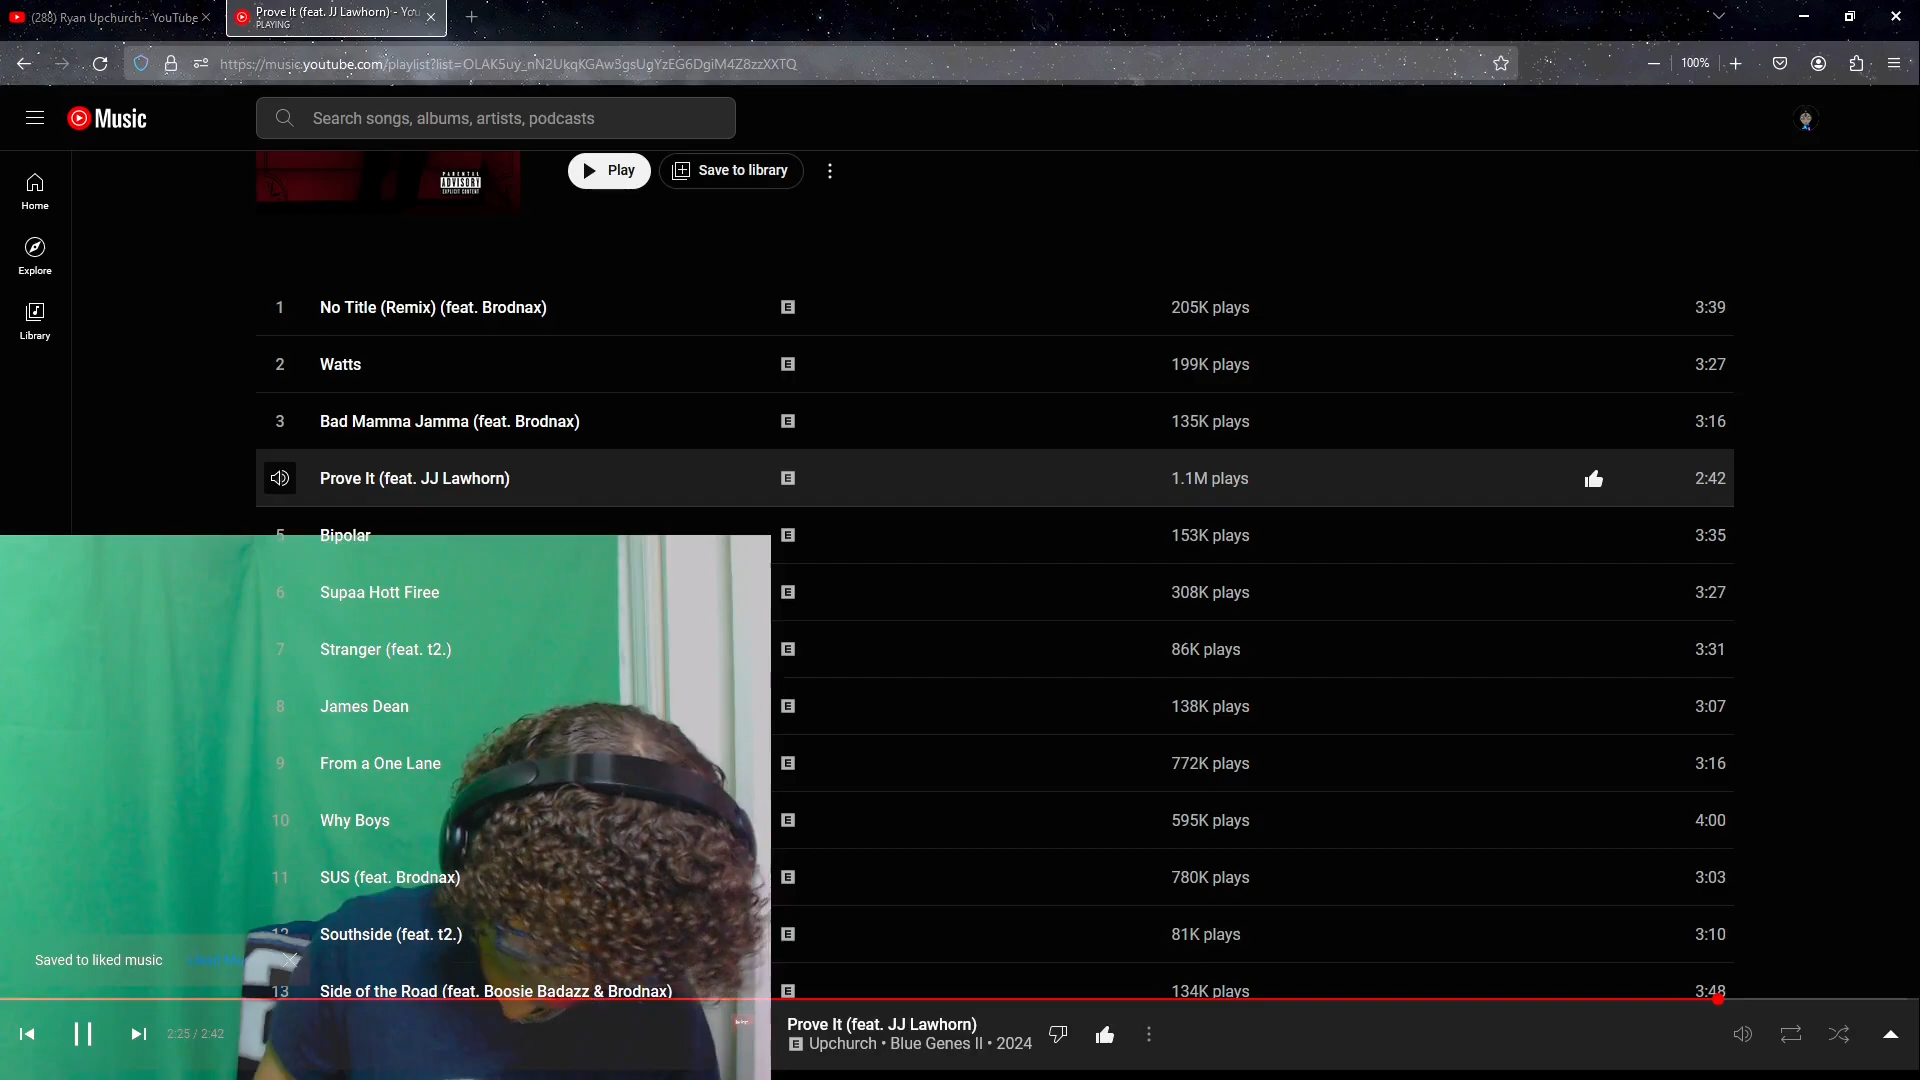 (288) Ryan Upchurch - YouTube
Prove It (feat. JJ Lawhorn) - You
PLAYING
https://music.youtube.com/playlist?list=OLAK5uy_nN2UkqKGAw3gsUgYzEG6DgiM4Z8zzXXTQ
100%
Music
Search songs, albums, artists, podcasts
PARENTAL
ADVISORY
EXPLICIT CONTENT
Play
Save to library
Home
Explore
Library
1 No Title (Remix) (feat. Brodnax) E 205K plays 3:39
2 Watts E 199K plays 3:27
3 Bad Mamma Jamma (feat. Brodnax) E 135K plays 3:16
Prove It (feat. JJ Lawhorn) E 1.1M plays 2:42
5 Bipolar E 153K plays 3:35
6 Supaa Hott Firee E 308K plays 3:27
7 Stranger (feat. t2.) E 86K plays 3:31
8 James Dean E 138K plays 3:07
9 From a One Lane E 772K plays 3:16
10 Why Boys E 595K plays 4:00
11 SUS (feat. Brodnax) E 780K plays 3:03
12 Southside (feat. t2.) E 81K plays 3:10
Saved to liked music
13 Side of the Road (feat. Boosie Badazz & Brodnax) E 134K plays 3:48
2:25 / 2:42
Prove It (feat. JJ Lawhorn)
E Upchurch • Blue Genes II • 2024